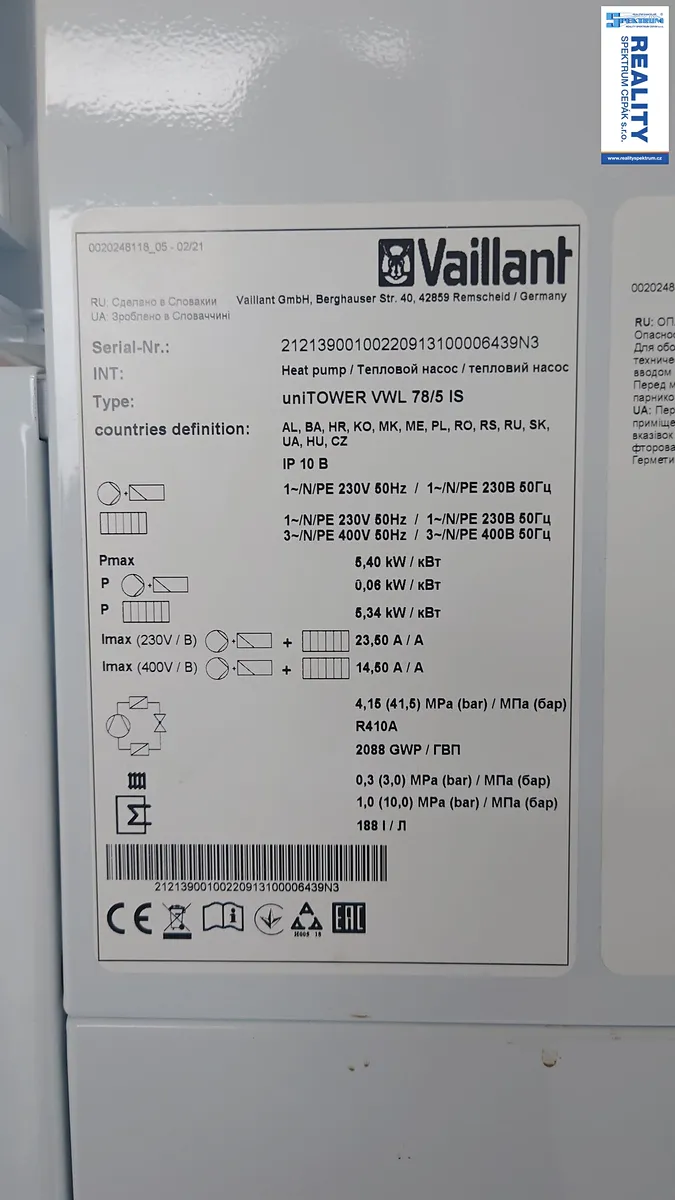 SPEKTRUM
REALITY
SPEKTRUM CEPÁK s.r.o.
www.realityspektrum.cz
0020248118_05 - 02/21
Vaillant
RU: Сделано в Словакии
UA: Зроблено в Словаччині
Vaillant GmbH, Berghauser Str. 40, 42859 Remscheid / Germany
Serial-Nr.: 21213900100220913100006439N3
INT: Heat pump / Тепловой насос / тепловий насос
Type: uniTOWER VWL 78/5 IS
countries definition: AL, BA, HR, KO, MK, ME, PL, RO, RS, RU, SK,
UA, HU, CZ
IP 10 B
1~/N/PE 230V 50Hz / 1~/N/PE 230В 50Гц
1~/N/PE 230V 50Hz / 1~/N/PE 230В 50Гц
3~/N/PE 400V 50Hz / 3~/N/PE 400В 50Гц
Pmax 5,40 kW / кВт
P + 0,06 kW / кВт
P 5,34 kW / кВт
Imax (230V / В) + + 23,50 A / А
Imax (400V / В) + + 14,50 A / А
4,15 (41,5) MPa (bar) / МПа (бар)
R410A
2088 GWP / ГВП
0,3 (3,0) MPa (bar) / МПа (бар)
1,0 (10,0) MPa (bar) / МПа (бар)
188 l / Л
21213900100220913100006439N3
CE
i
H005 18
EAC
0020248
RU: ОП
Опаснос
Для обо
техниче
вводом
Перед м
парнико
UA: Пер
приміще
вказівок
фторова
Гермети